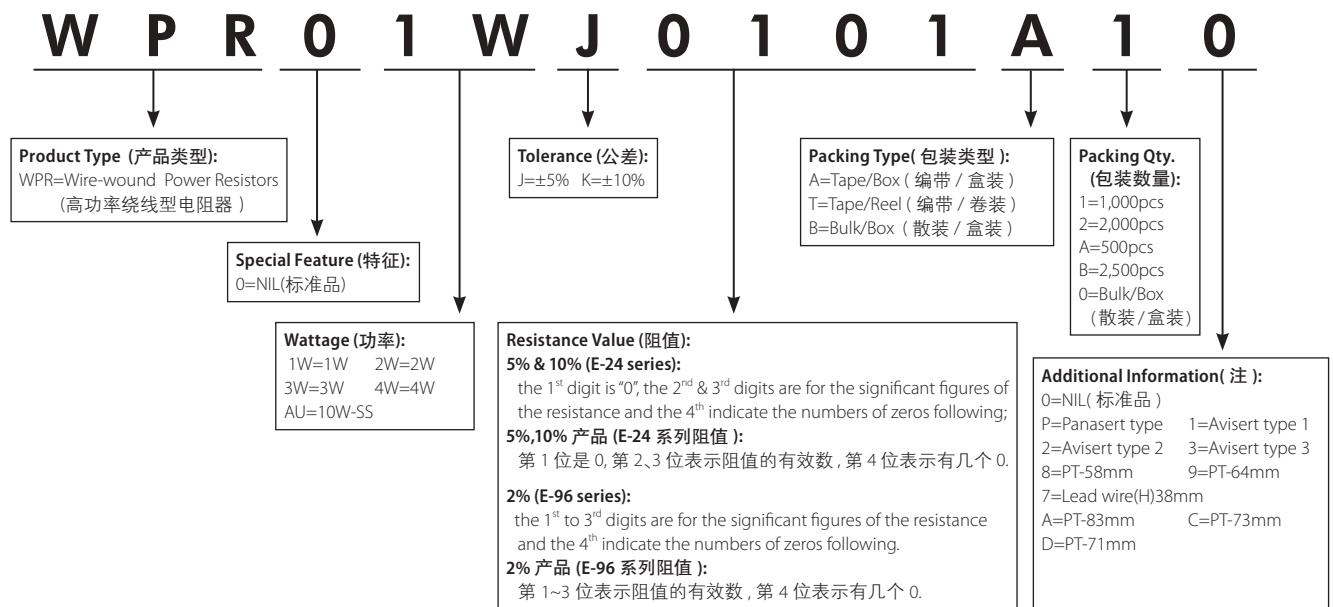 W P R 0 1 W J 0 1 0 1 A 1 0
Product Type (产品类型):
WPR=Wire-wound Power Resistors
(高功率绕线型电阻器)
Special Feature (特征):
0=NIL(标准品)
Wattage (功率):
1W=1W 2W=2W
3W=3W 4W=4W
AU=10W-SS
Tolerance (公差):
J=±5% K=±10%
Resistance Value (阻值):
5% & 10% (E-24 series):
the 1st digit is "0", the 2nd & 3rd digits are for the significant figures of
the resistance and the 4th indicate the numbers of zeros following;
5%,10% 产品 (E-24 系列阻值):
第 1 位是 0, 第 2、3 位表示阻值的有效数, 第 4 位表示有几个 0.
2% (E-96 series):
the 1st to 3rd digits are for the significant figures of the resistance
and the 4th indicate the numbers of zeros following.
2% 产品 (E-96 系列阻值):
第 1~3 位表示阻值的有效数, 第 4 位表示有几个 0.
Packing Type( 包装类型 ):
A=Tape/Box ( 编带 / 盒装 )
T=Tape/Reel ( 编带 / 卷装 )
B=Bulk/Box ( 散装 / 盒装 )
Packing Qty.
(包装数量):
1=1,000pcs
2=2,000pcs
A=500pcs
B=2,500pcs
0=Bulk/Box
(散装/盒装)
Additional Information( 注 ):
0=NIL( 标准品 )
P=Panasert type 1=Avisert type 1
2=Avisert type 2 3=Avisert type 3
8=PT-58mm 9=PT-64mm
7=Lead wire(H)38mm
A=PT-83mm C=PT-73mm
D=PT-71mm